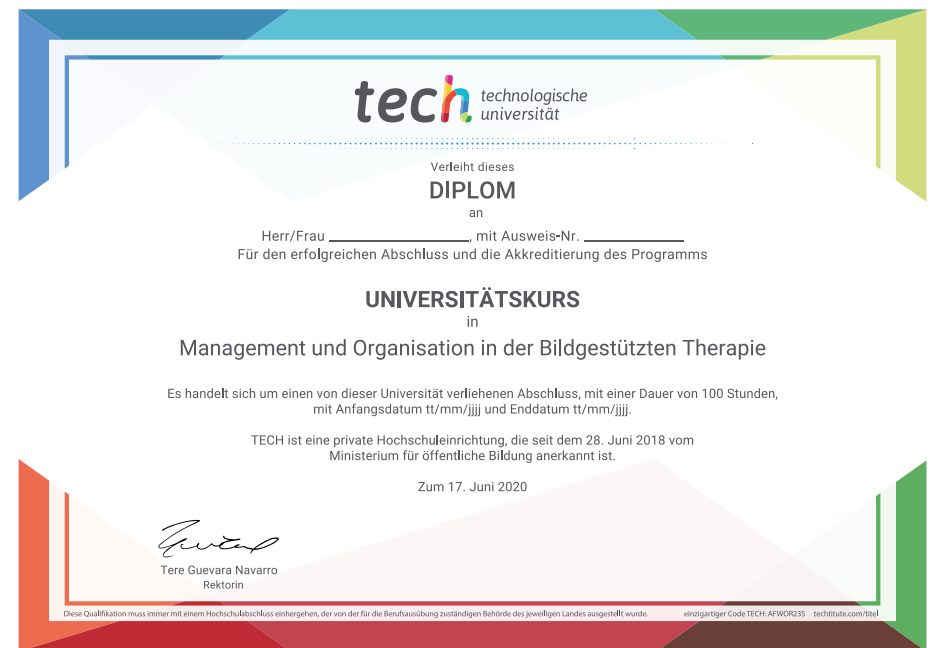 tech technologische
universität
Verleiht dieses
DIPLOM
an
Herr/Frau ____________________, mit Ausweis-Nr. ______________
Für den erfolgreichen Abschluss und die Akkreditierung des Programms
UNIVERSITÄTSKURS
in
Management und Organisation in der Bildgestützten Therapie
Es handelt sich um einen von dieser Universität verliehenen Abschluss, mit einer Dauer von 100 Stunden,
mit Anfangsdatum tt/mm/jjjj und Enddatum tt/mm/jjjj.
TECH ist eine private Hochschuleinrichtung, die seit dem 28. Juni 2018 vom
Ministerium für öffentliche Bildung anerkannt ist.
Zum 17. Juni 2020
Tere Guevara Navarro
Rektorin
Diese Qualifikation muss immer mit einem Hochschulabschluss einhergehen, der von der für die Berufsausübung zuständigen Behörde des jeweiligen Landes ausgestellt wurde. einzigartiger Code TECH: AFWOR23S techtitute.com/titel